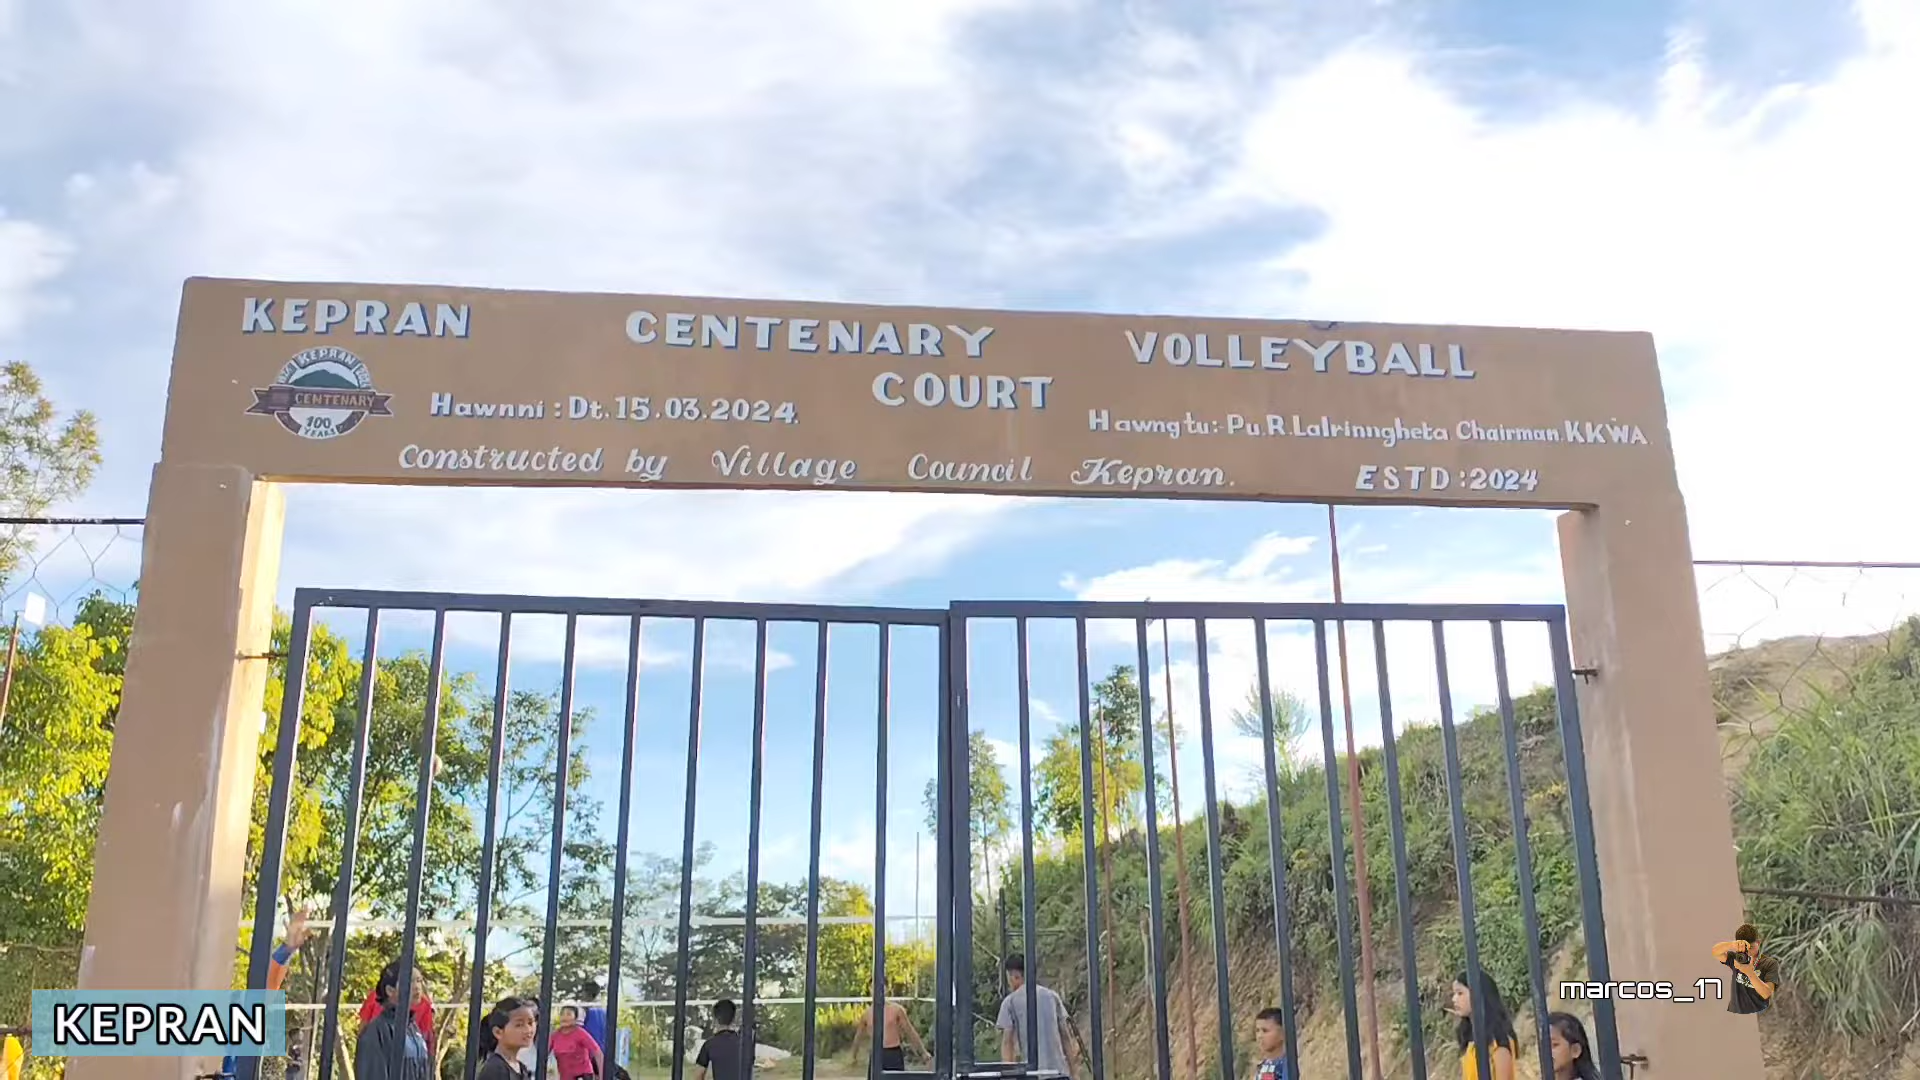 KEPRAN CENTENARY VOLLEYBALL
COURT
KEPRAN
CENTENARY
100
YEARS
Hawnni : Dt. 15.03.2024.
Hawngtu:- Pu.R.Lalrinngheta Chairman.KKWA.
Constructed by Village Council Kepran.
ESTD:2024
KEPRAN
marcos_17